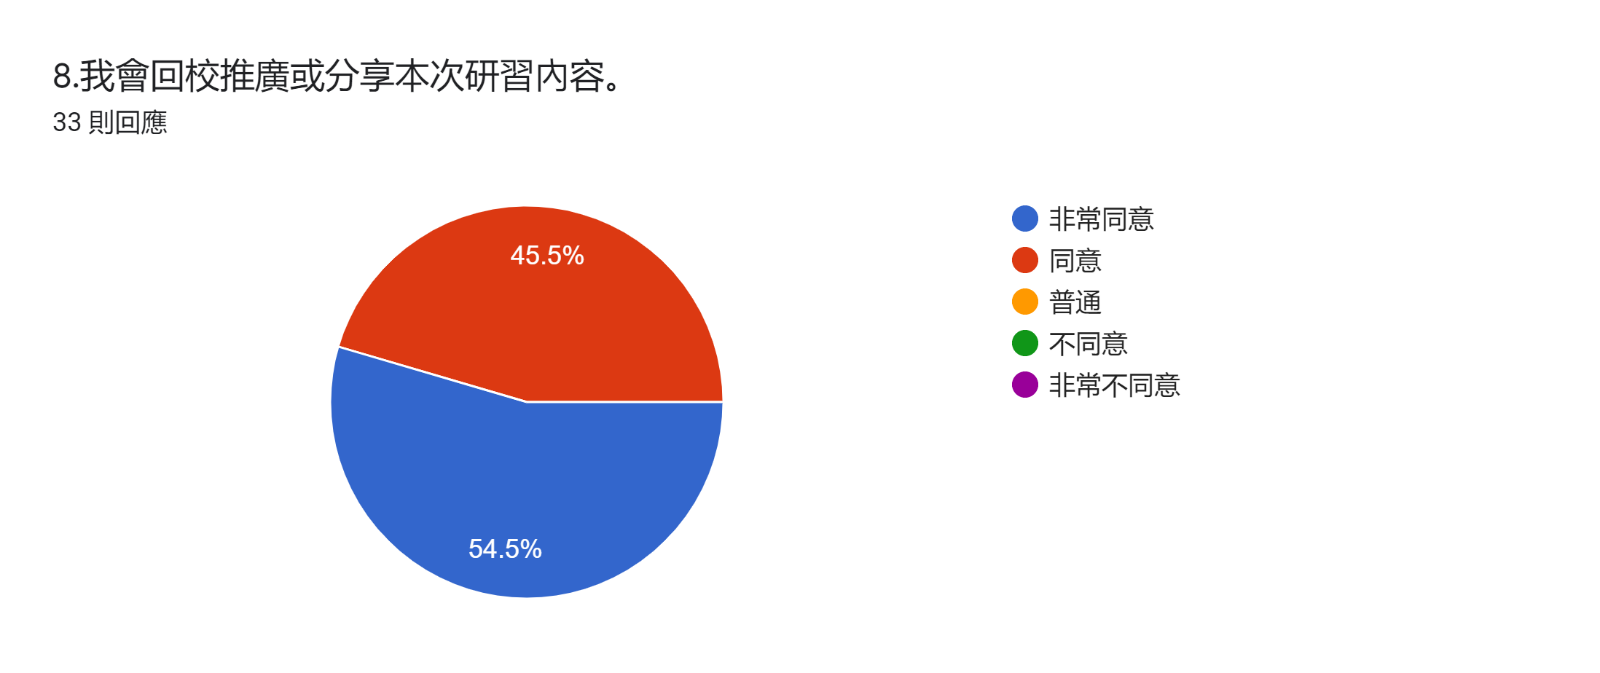 8.我會回校推廣或分享本次研習內容。
33 則回應
45.5%
54.5%
非常同意
同意
普通
不同意
非常不同意